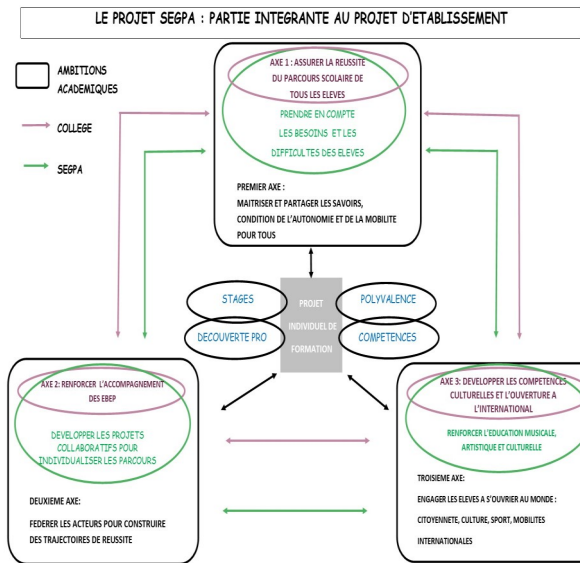 LE PROJET SEGPA : PARTIE INTEGRANTE AU PROJET D'ETABLISSEMENT
AMBITIONS
ACADEMIQUES
COLLEGE
SEGPA
AXE 1 : ASSURER LA REUSSITE
DU PARCOURS SCOLAIRE DE
TOUS LES ELEVES
PRENDRE EN COMPTE
LES BESOINS ET LES
DIFFICULTES DES ELEVES
PREMIER AXE :
MAITRISER ET PARTAGER LES SAVOIRS,
CONDITION DE L'AUTONOMIE ET DE LA MOBILITE
POUR TOUS
STAGES
DECOUVERTE PRO
PROJET
INDIVIDUEL DE
FORMATION
POLYVALENCE
COMPETENCES
AXE 2: RENFORCER L'ACCOMPAGNEMENT
DES EBEP
DEVELOPPER LES PROJETS
COLLABORATIFS POUR
INDIVIDUALISER LES PARCOURS
DEUXIEME AXE:
FEDERER LES ACTEURS POUR CONSTRUIRE
DES TRAJECTOIRES DE REUSSITE
AXE 3: DEVELOPPER LES COMPETENCES
CULTURELLES ET L'OUVERTURE A
L'INTERNATIONAL
RENFORCER L'EDUCATION MUSICALE,
ARTISTIQUE ET CULTURELLE
TROISIEME AXE:
ENGAGER LES ELEVES A S'OUVRIR AU MONDE :
CITOYENNETE, CULTURE, SPORT, MOBILITES
INTERNATIONALES